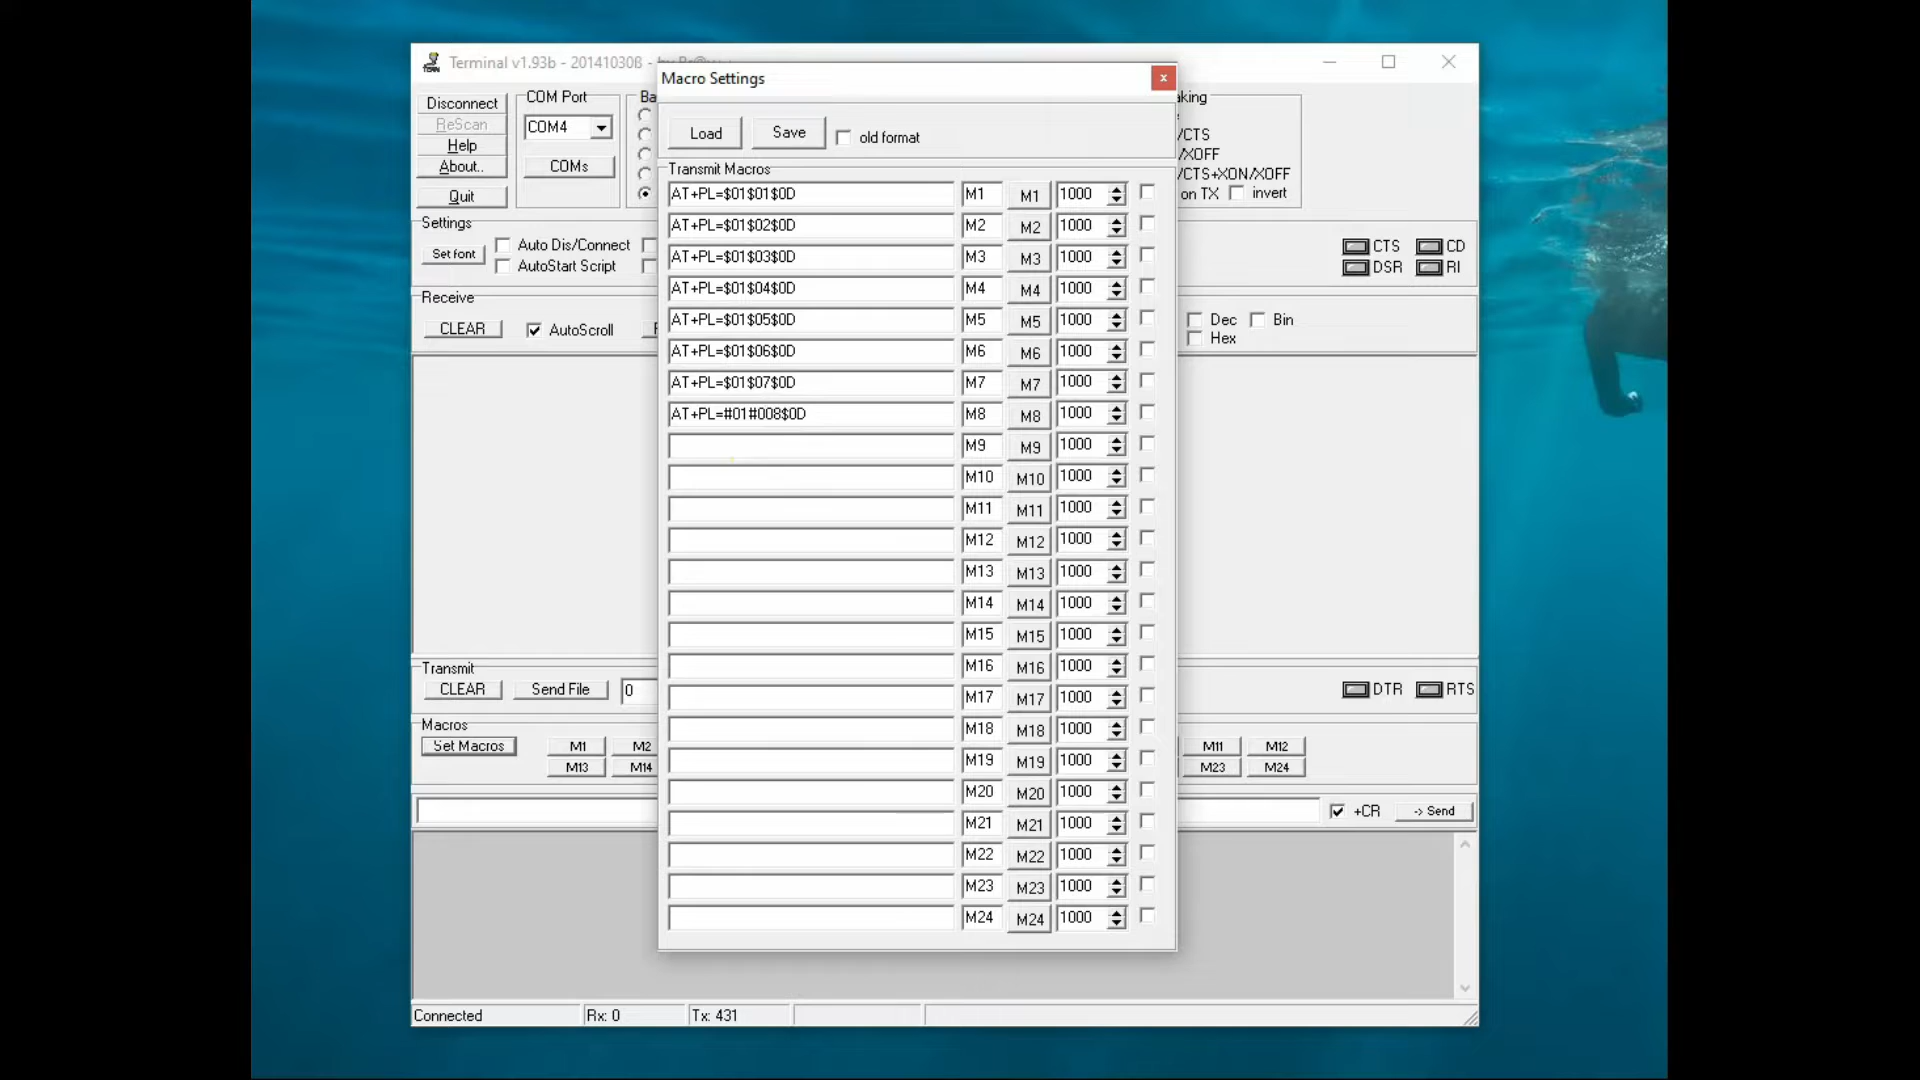 Terminal v1.93b - 20141030B -
Macro Settings
x
Disconnect
ReScan
Help
About..
Quit
COM Port
COM4
COMs
Ba
Load
Save
old format
aking
/CTS
/XOFF
/CTS+XON/XOFF
on TX
invert
Settings
Set font
Auto Dis/Connect
AutoStart Script
CTS
CD
DSR
RI
Receive
CLEAR
AutoScroll
Dec
Bin
Hex
Transmit Macros
AT+PL=$01$01$0D M1 M1 1000
AT+PL=$01$02$0D M2 M2 1000
AT+PL=$01$03$0D M3 M3 1000
AT+PL=$01$04$0D M4 M4 1000
AT+PL=$01$05$0D M5 M5 1000
AT+PL=$01$06$0D M6 M6 1000
AT+PL=$01$07$0D M7 M7 1000
AT+PL=#01#008$0D M8 M8 1000
M9 M9 1000
M10 M10 1000
M11 M11 1000
M12 M12 1000
M13 M13 1000
M14 M14 1000
M15 M15 1000
M16 M16 1000
M17 M17 1000
M18 M18 1000
M19 M19 1000
M20 M20 1000
M21 M21 1000
M22 M22 1000
M23 M23 1000
M24 M24 1000
Transmit
CLEAR
Send File
0
DTR
RTS
Macros
Set Macros
M1 M2 M11 M12
M13 M14 M23 M24
+CR
-> Send
Connected
Rx: 0
Tx: 431